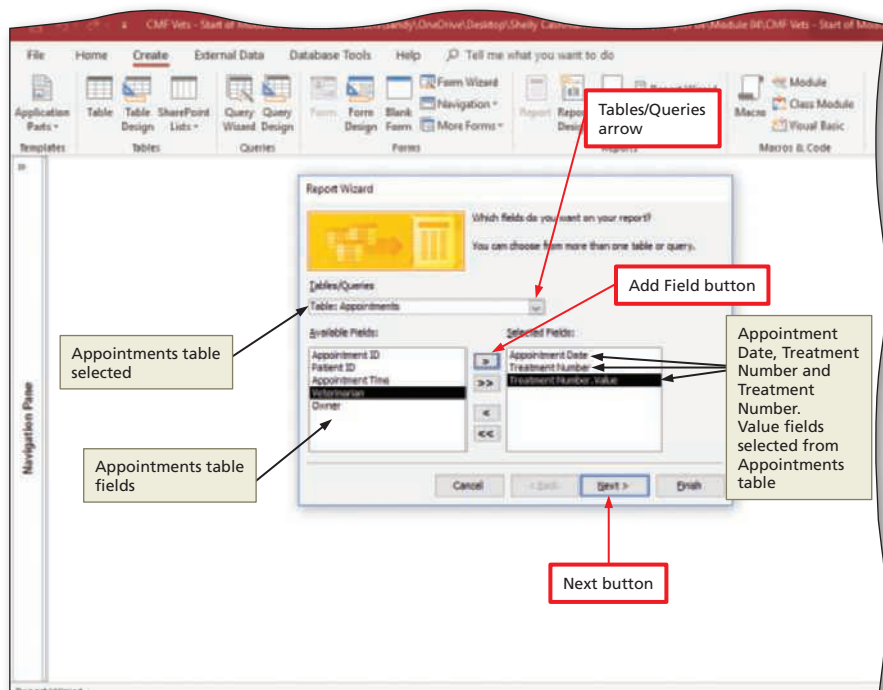 CMF Vets - Start of
File Home Create External Data Database Tools Help Tell me what you want to do
Application Parts
Table
Table Design
SharePoint Lists
Query Wizard
Query Design
Form
Form Design
Blank Form
Form Wizard
Navigation
More Forms
Report
Macro
Module
Class Module
Visual Basic
Templates
Tables
Queries
Forms
Macros & Code
Tables/Queries
arrow
Report Wizard
Which fields do you want on your report?
You can choose from more than one table or query.
Tables/Queries
Table: Appointments
Add Field button
Available Fields:
Selected Fields:
Appointment ID
Patient ID
Appointment Time
Veterinarian
Owner
>
>>
<
<<
Appointment Date
Treatment Number
Treatment Number.Value
Appointments table
selected
Appointments table
fields
Appointment
Date, Treatment
Number and
Treatment
Number.
Value fields
selected from
Appointments
table
Cancel
< Back
Next >
Finish
Next button
Navigation Pane